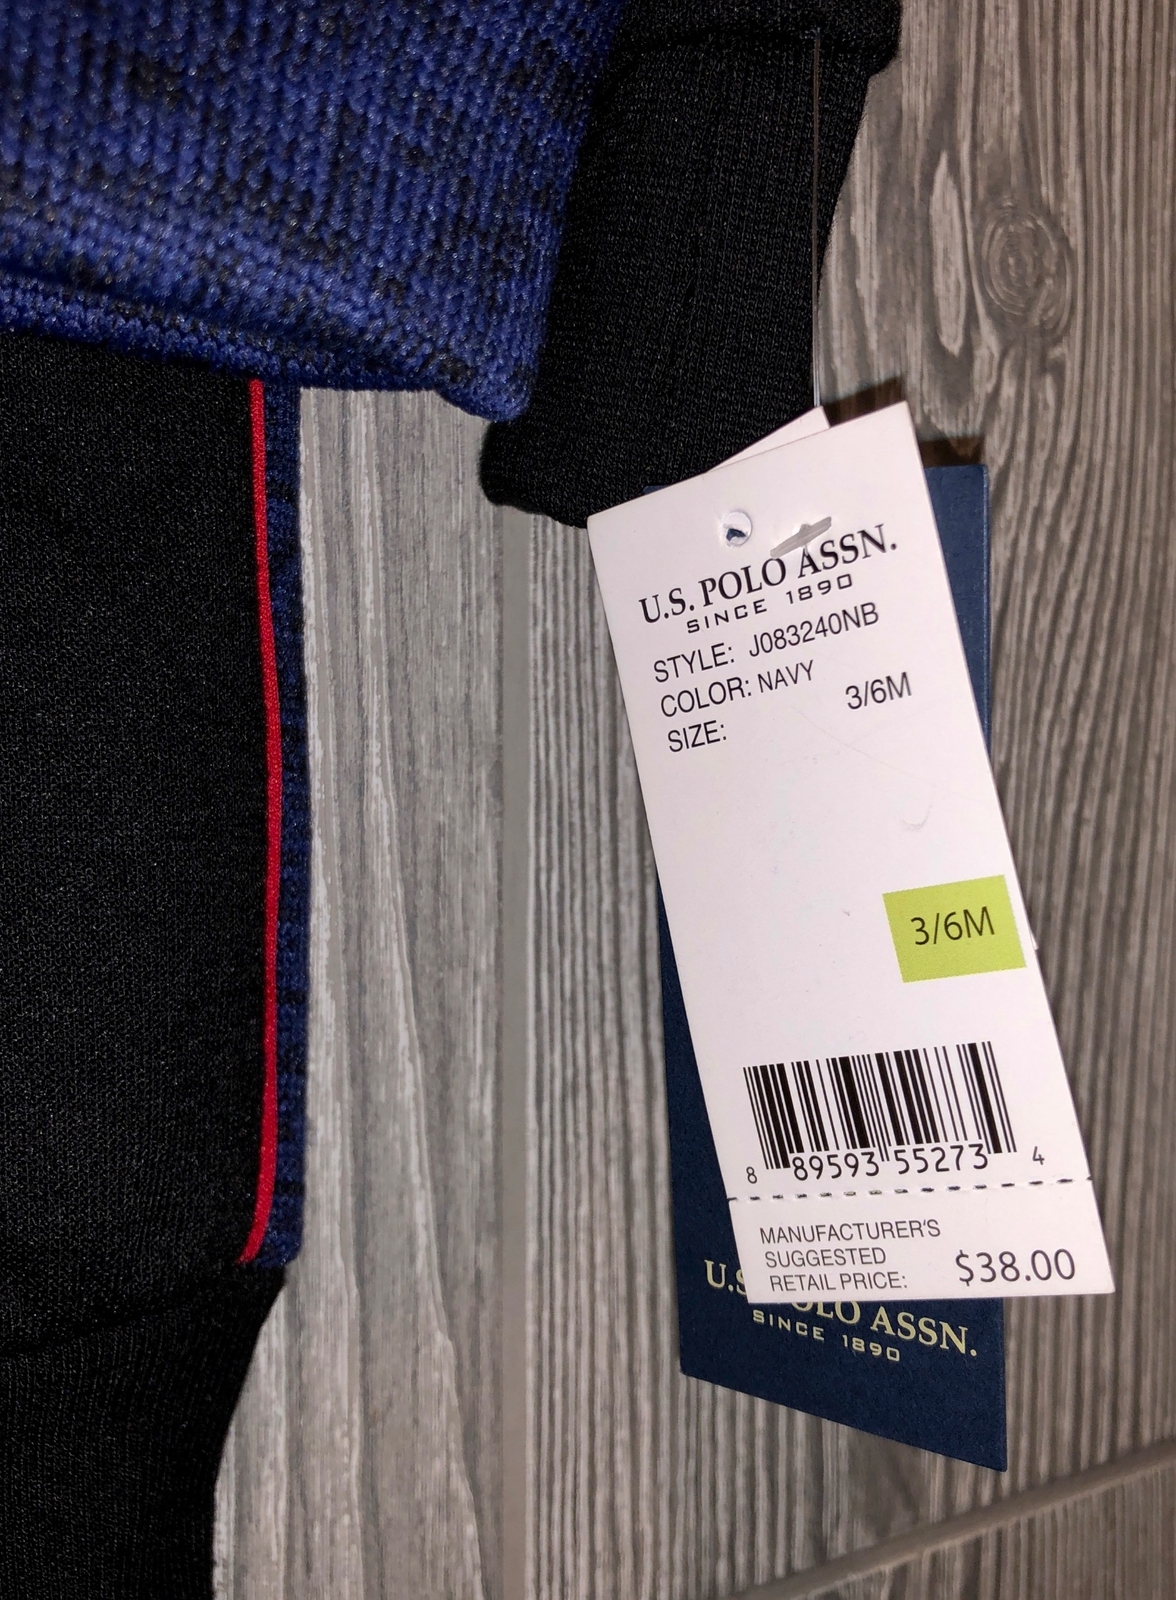 U.S. POLO ASSN.
SINCE 1890
STYLE: J083240NB
COLOR: NAVY
SIZE: 3/6M
3/6M
8 89593 55273 4
MANUFACTURER'S
SUGGESTED
RETAIL PRICE: $38.00
U.S. POLO ASSN.
SINCE 1890